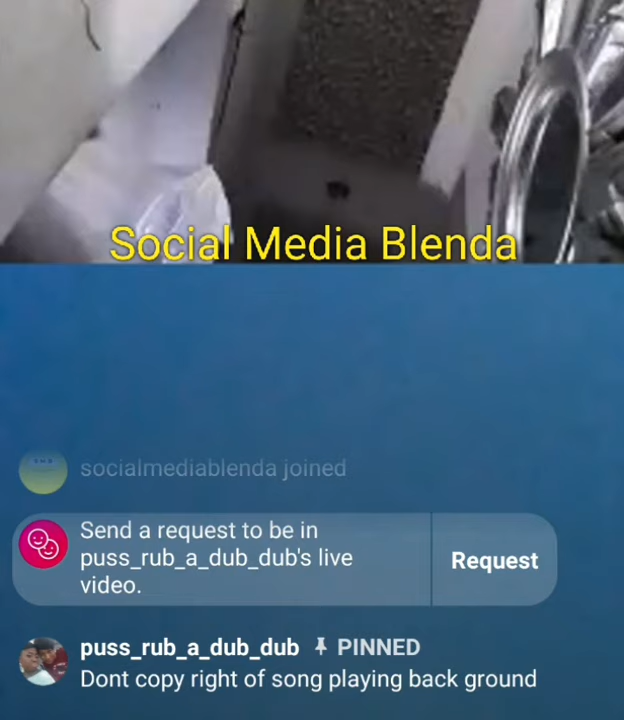 Social Media Blenda
socialmediablenda joined
Send a request to be in
puss_rub_a_dub_dub's live
video.
Request
puss_rub_a_dub_dub PINNED
Dont copy right of song playing back ground